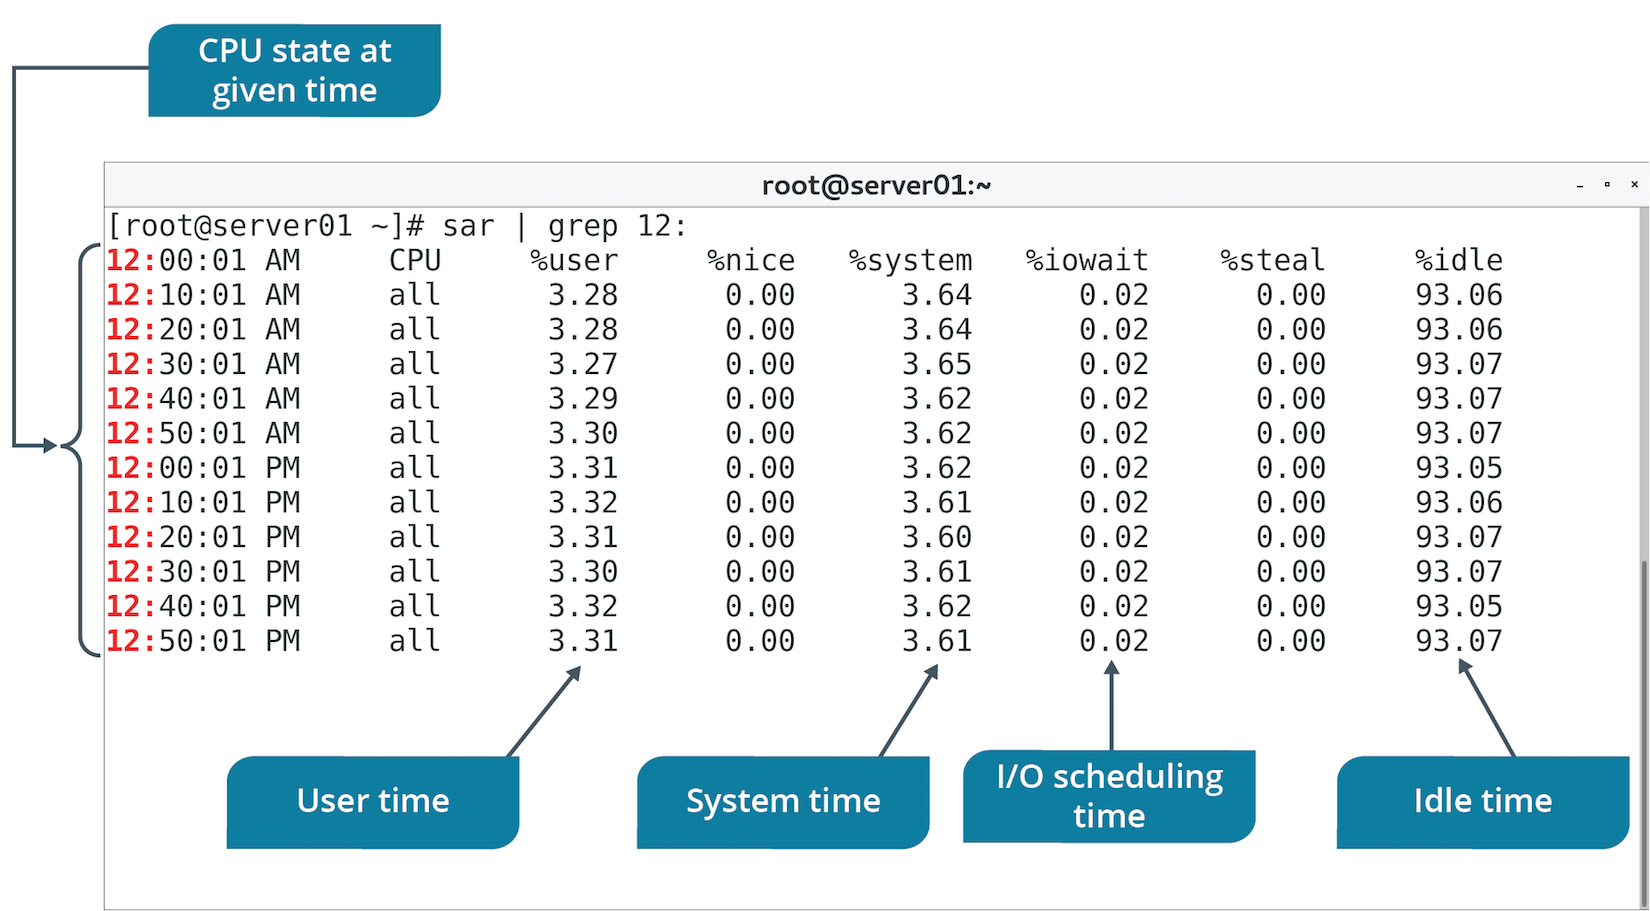 CPU state at
given time
root@server01:~
[root@server01 ~]# sar | grep 12:
12:00:01 AM     CPU     %user     %nice   %system   %iowait    %steal     %idle
12:10:01 AM     all      3.28      0.00      3.64      0.02      0.00     93.06
12:20:01 AM     all      3.28      0.00      3.64      0.02      0.00     93.06
12:30:01 AM     all      3.27      0.00      3.65      0.02      0.00     93.07
12:40:01 AM     all      3.29      0.00      3.62      0.02      0.00     93.07
12:50:01 AM     all      3.30      0.00      3.62      0.02      0.00     93.07
12:00:01 PM     all      3.31      0.00      3.62      0.02      0.00     93.05
12:10:01 PM     all      3.32      0.00      3.61      0.02      0.00     93.06
12:20:01 PM     all      3.31      0.00      3.60      0.02      0.00     93.07
12:30:01 PM     all      3.30      0.00      3.61      0.02      0.00     93.07
12:40:01 PM     all      3.32      0.00      3.62      0.02      0.00     93.05
12:50:01 PM     all      3.31      0.00      3.61      0.02      0.00     93.07
User time
System time
I/O scheduling
time
Idle time